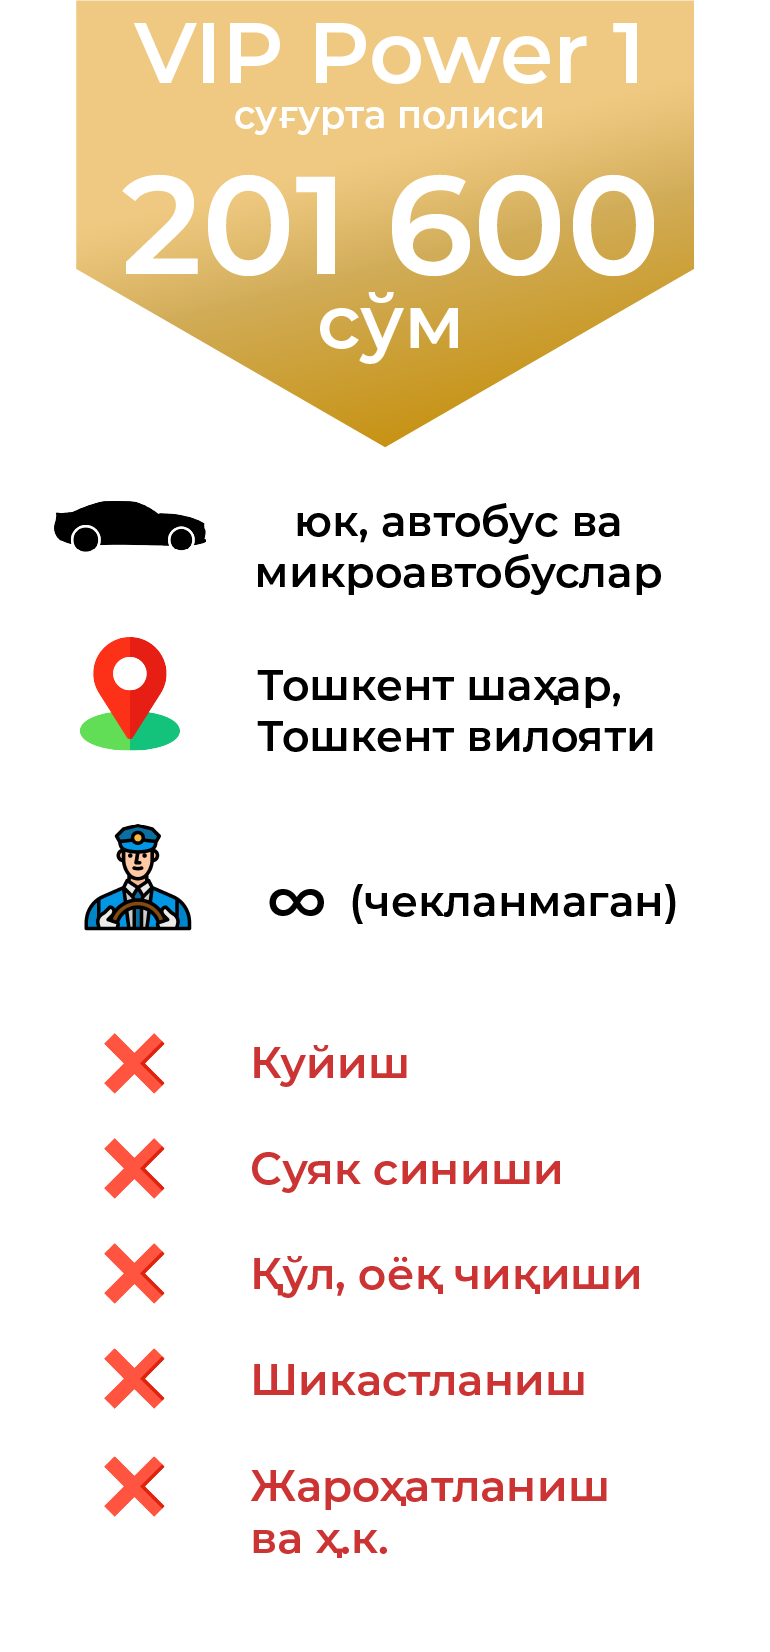 VIP Power 1
суғурта полиси
201 600
сўм
юк, автобус ва
микроавтобуслар
Тошкент шаҳар,
Тошкент вилояти
∞ (чекланмаган)
Куйиш
Суяк синиши
Қўл, оёқ чиқиши
Шикастланиш
Жароҳатланиш
ва ҳ.к.